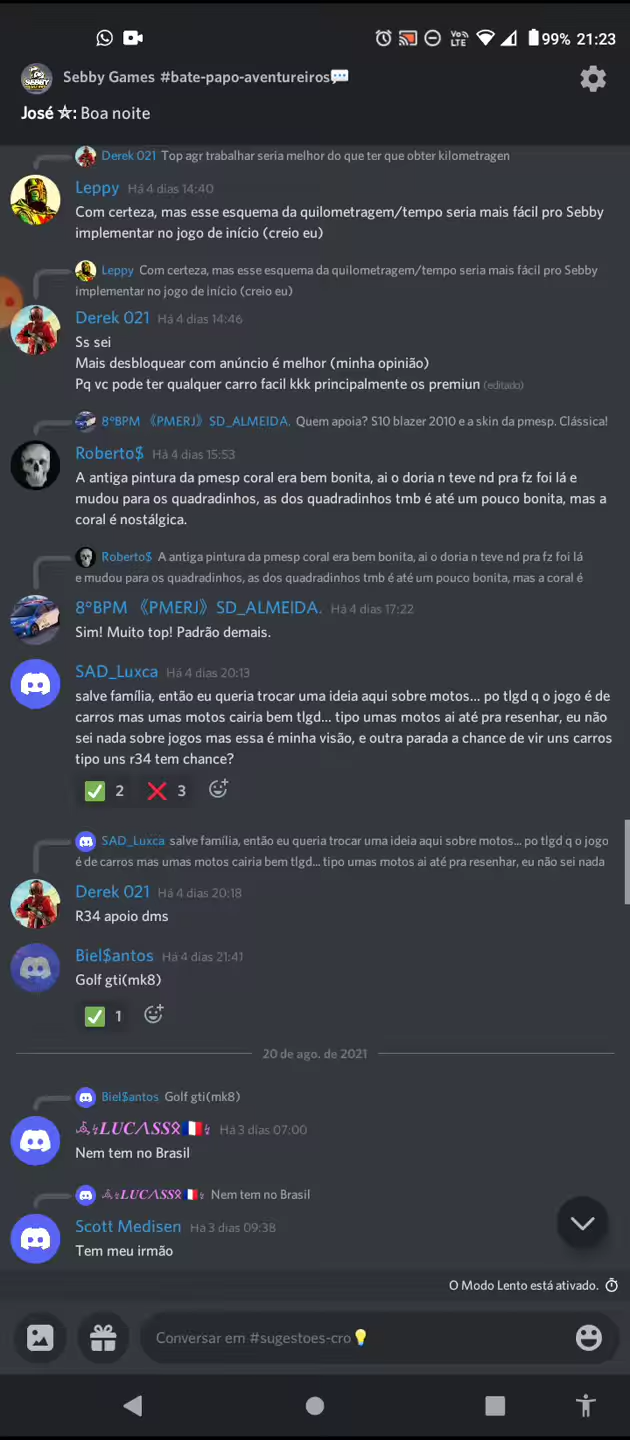 99% 21:23
Vo))
LTE
Sebby Games #bate-papo-aventureiros💬
José ☆: Boa noite
Derek 021 Top agr trabalhar seria melhor do que ter que obter kilometragen
Leppy Há 4 dias 14:40
Com certeza, mas esse esquema da quilometragem/tempo seria mais fácil pro Sebby
implementar no jogo de início (creio eu)
Leppy Com certeza, mas esse esquema da quilometragem/tempo seria mais fácil pro Sebby
implementar no jogo de início (creio eu)
Derek 021 Há 4 dias 14:46
Ss sei
Mais desbloquear com anúncio é melhor (minha opinião)
Pq vc pode ter qualquer carro facil kkk principalmente os premiun (editado)
8°BPM 《PMERJ》 SD_ALMEIDA. Quem apoia? S10 blazer 2010 e a skin da pmesp. Clássica!
Roberto$ Há 4 dias 15:53
A antiga pintura da pmesp coral era bem bonita, ai o doria n teve nd pra fz foi lá e
mudou para os quadradinhos, as dos quadradinhos tmb é até um pouco bonita, mas a
coral é nostálgica.
Roberto$ A antiga pintura da pmesp coral era bem bonita, ai o doria n teve nd pra fz foi lá
e mudou para os quadradinhos, as dos quadradinhos tmb é até um pouco bonita, mas a coral é
8°BPM 《PMERJ》 SD_ALMEIDA. Há 4 dias 17:22
Sim! Muito top! Padrão demais.
SAD_Luxca Há 4 dias 20:13
salve família, então eu queria trocar uma ideia aqui sobre motos... po tlgd q o jogo é de
carros mas umas motos cairia bem tlgd... tipo umas motos ai até pra resenhar, eu não
sei nada sobre jogos mas essa é minha visão, e outra parada a chance de vir uns carros
tipo uns r34 tem chance?
✅ 2 ❌ 3
SAD_Luxca salve família, então eu queria trocar uma ideia aqui sobre motos... po tlgd q o jogo
é de carros mas umas motos cairia bem tlgd... tipo umas motos ai até pra resenhar, eu não sei nada
Derek 021 Há 4 dias 20:18
R34 apoio dms
Biel$antos Há 4 dias 21:41
Golf gti(mk8)
✅ 1
20 de ago. de 2021
Biel$antos Golf gti(mk8)
LUCΛSS Há 3 dias 07:00
Nem tem no Brasil
LUCΛSS Nem tem no Brasil
Scott Medisen Há 3 dias 09:38
Tem meu irmão
O Modo Lento está ativado.
Conversar em #sugestoes-cro💡